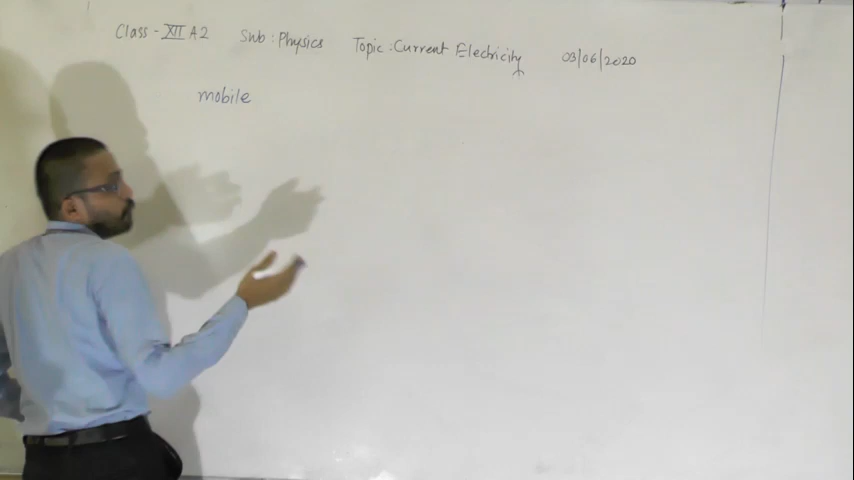 Class - XII A2 Sub : Physics Topic : Current Electricity 03/06/2020
mobile